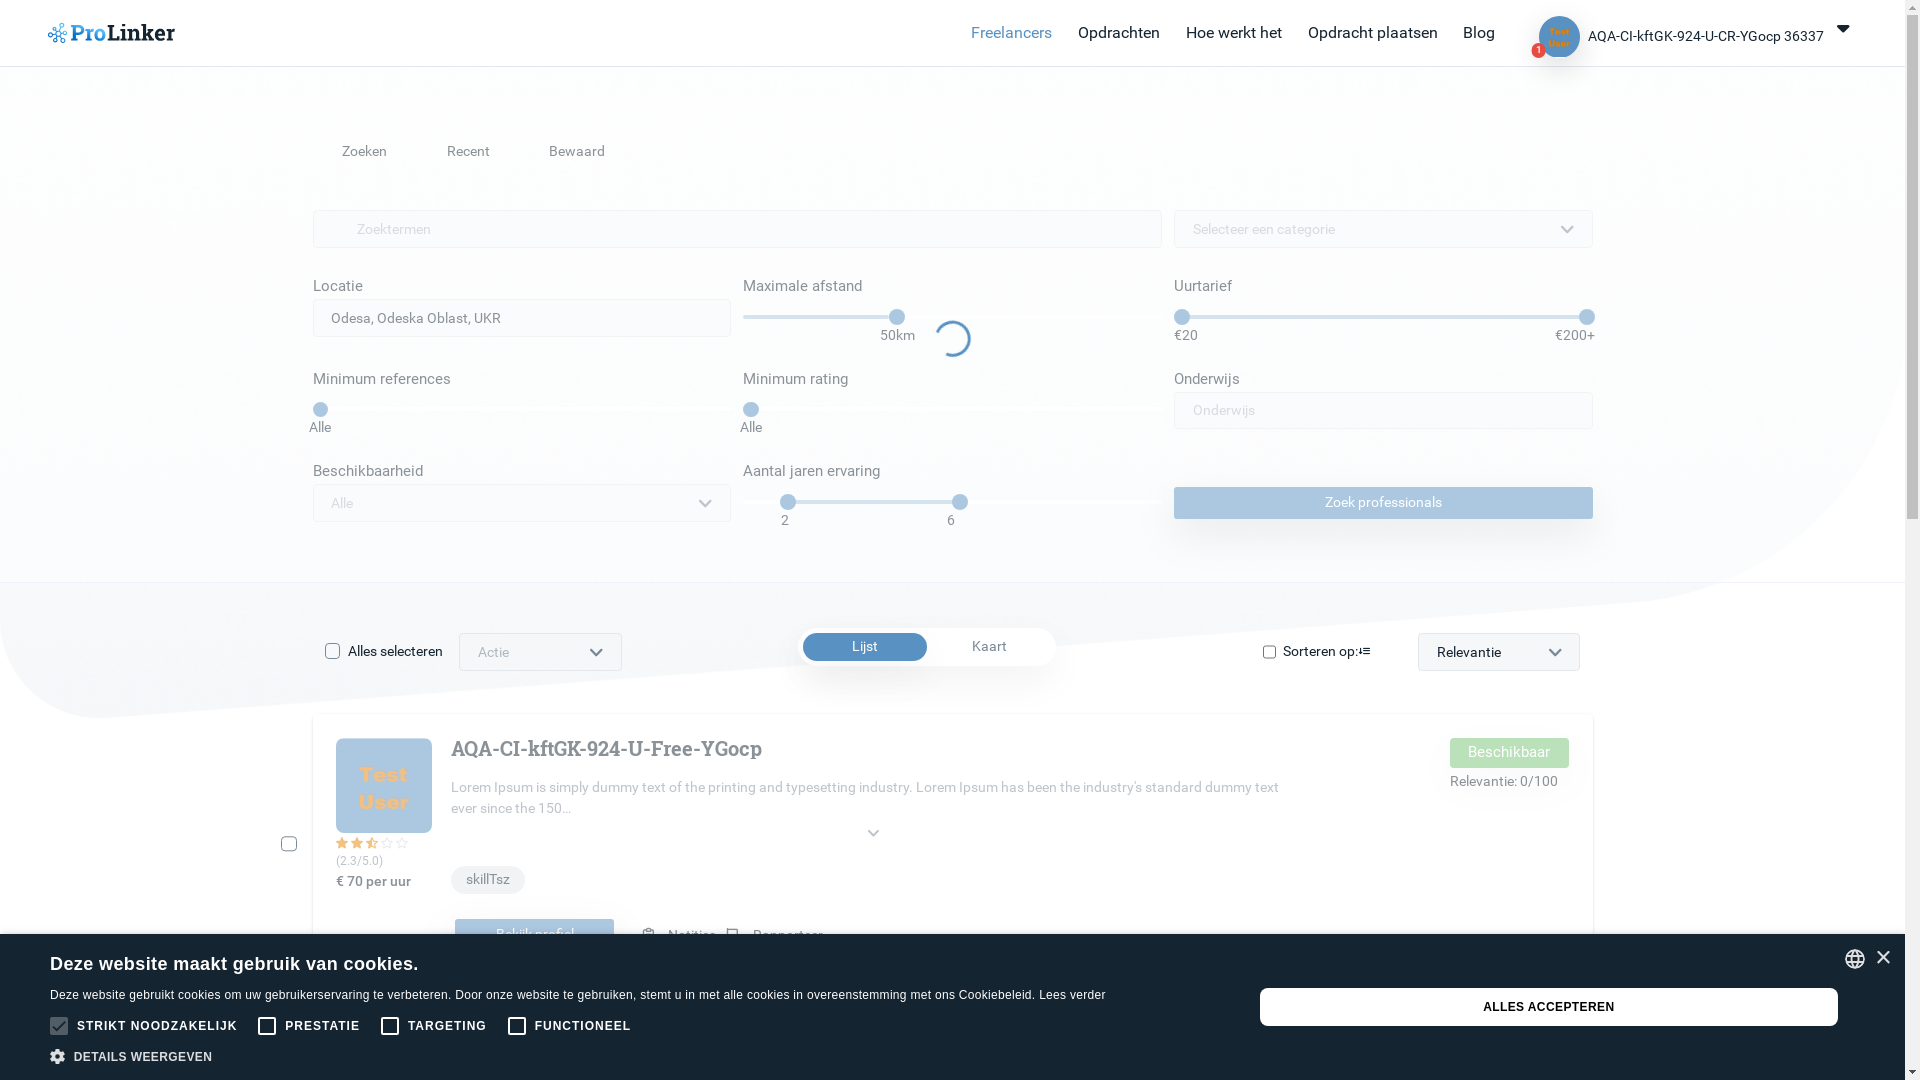 ProLinker
Freelancers Opdrachten Hoe werkt het Opdracht plaatsen Blog
Test User
1
AQA-CI-kftGK-924-U-CR-YGocp 36337
Zoeken Recent Bewaard
Zoektermen
Selecteer een categorie
Locatie Maximale afstand Uurtarief
Odesa, Odeska Oblast, UKR
50km €20 €200+
Minimum references Minimum rating Onderwijs
Onderwijs
Alle Alle
Beschikbaarheid Aantal jaren ervaring
Alle
Zoek professionals
2 6
Alles selecteren Actie Lijst Kaart Sorteren op: Relevantie
AQA-CI-kftGK-924-U-Free-YGocp
Beschikbaar
Test
User
Lorem Ipsum is simply dummy text of the printing and typesetting industry. Lorem Ipsum has been the industry's standard dummy text
ever since the 150...
Relevantie: 0/100
(2.3/5.0)
€ 70 per uur
skillTsz
Bekijk profiel Notities Rapporteer
Deze website maakt gebruik van cookies.
Deze website gebruikt cookies om uw gebruikerservaring te verbeteren. Door onze website te gebruiken, stemt u in met alle cookies in overeenstemming met ons Cookiebeleid. Lees verder
STRIKT NOODZAKELIJK PRESTATIE TARGETING FUNCTIONEEL
DETAILS WEERGEVEN
ALLES ACCEPTEREN